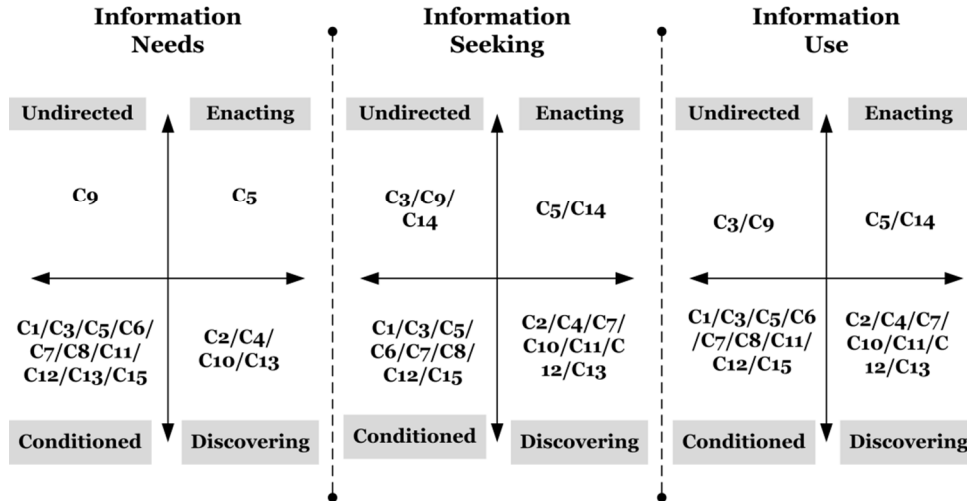 Information
Needs
Undirected
Enacting
C9
C5
C1/C3/C5/C6/
C7/C8/C11/
C12/C13/C15
C2/C4/
C10/C13
Conditioned
Discovering
Information
Seeking
Undirected
Enacting
C3/C9/
C14
C5/C14
C1/C3/C5/
C6/C7/C8/
C12/C15
C2/C4/C7/
C10/C11/C
12/C13
Conditioned
Discovering
Information
Use
Undirected
Enacting
C3/C9
C5/C14
C1/C3/C5/C6
/C7/C8/C11/
C12/C15
C2/C4/C7/
C10/C11/C
12/C13
Conditioned
Discovering